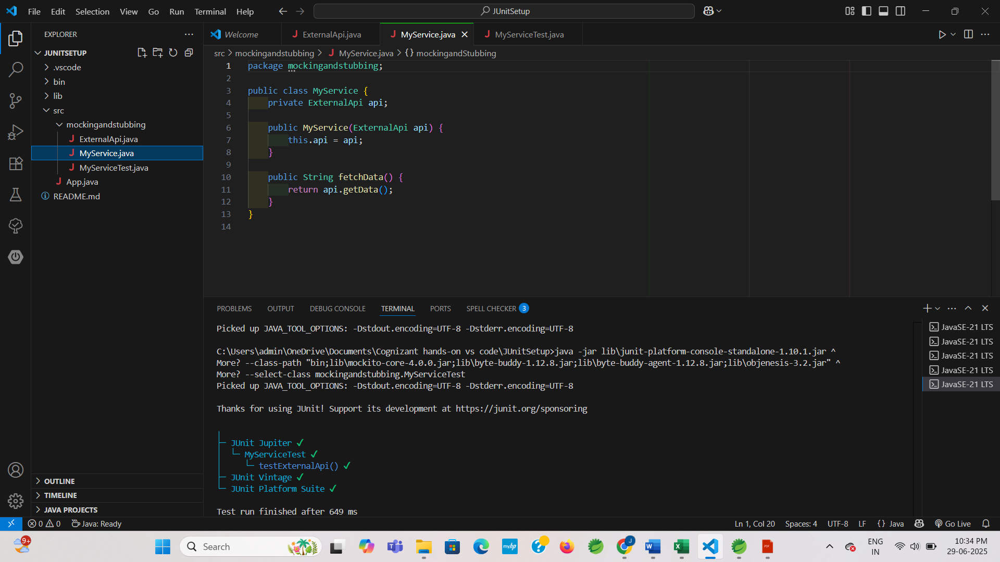 File Edit Selection View Go Run Terminal Help
JUnitSetup
EXPLORER
JUNITSETUP
.vscode
bin
lib
src
mockingandstubbing
ExternalApi.java
MyService.java
MyServiceTest.java
App.java
README.md
OUTLINE
TIMELINE
JAVA PROJECTS
Welcome ExternalApi.java MyService.java MyServiceTest.java
src > mockingandstubbing > MyService.java > {} mockingandStubbing
1 package mockingandstubbing;
2
3 public class MyService {
4 private ExternalApi api;
5
6 public MyService(ExternalApi api) {
7 this.api = api;
8 }
9
10 public String fetchData() {
11 return api.getData();
12 }
13 }
14
PROBLEMS OUTPUT DEBUG CONSOLE TERMINAL PORTS SPELL CHECKER 3
Picked up JAVA_TOOL_OPTIONS: -Dstdout.encoding=UTF-8 -Dstderr.encoding=UTF-8
C:\Users\admin\OneDrive\Documents\Cognizant hands-on vs code\JUnitSetup>java -jar lib\junit-platform-console-standalone-1.10.1.jar ^
More? --class-path "bin;lib\mockito-core-4.0.0.jar;lib\byte-buddy-1.12.8.jar;lib\byte-buddy-agent-1.12.8.jar;lib\objenesis-3.2.jar" ^
More? --select-class mockingandstubbing.MyServiceTest
Picked up JAVA_TOOL_OPTIONS: -Dstdout.encoding=UTF-8 -Dstderr.encoding=UTF-8
Thanks for using JUnit! Support its development at https://junit.org/sponsoring
JUnit Jupiter ✔
MyServiceTest ✔
testExternalApi() ✔
JUnit Vintage ✔
JUnit Platform Suite ✔
Test run finished after 649 ms
JavaSE-21 LTS
JavaSE-21 LTS
JavaSE-21 LTS
JavaSE-21 LTS
JavaSE-21 LTS
0 0 Java: Ready
Ln 1, Col 20 Spaces: 4 UTF-8 LF {} Java Go Live
9+
Search
myhp
J
PDF
ENG
IN
10:34 PM
29-06-2025